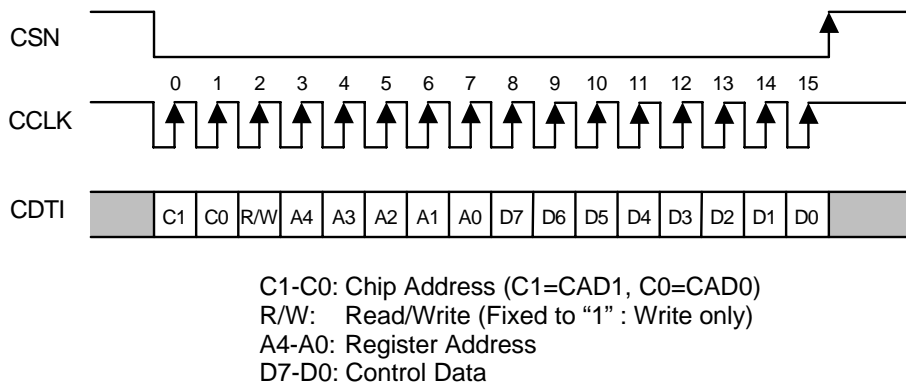 CSN
0 1 2 3 4 5 6 7 8 9 10 11 12 13 14 15
CCLK
CDTI C1 C0 R/W A4 A3 A2 A1 A0 D7 D6 D5 D4 D3 D2 D1 D0
C1-C0: Chip Address (C1=CAD1, C0=CAD0)
R/W: Read/Write (Fixed to “1” : Write only)
A4-A0: Register Address
D7-D0: Control Data